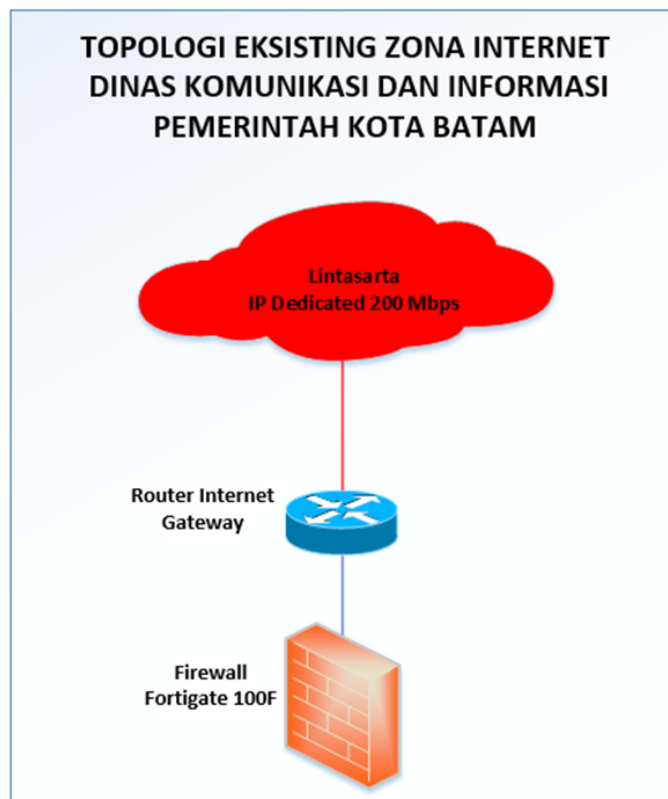 TOPOLOGI EKSISTING ZONA INTERNET
DINAS KOMUNIKASI DAN INFORMASI
PEMERINTAH KOTA BATAM
Lintasarta
IP Dedicated 200 Mbps
Router Internet
Gateway
Firewall
Fortigate 100F